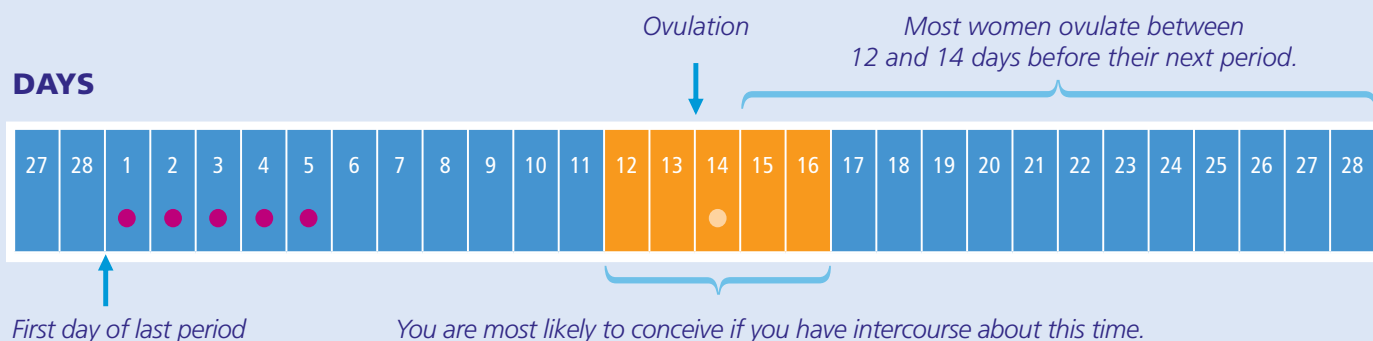 Ovulation
Most women ovulate between
12 and 14 days before their next period.
DAYS
27 28 1 2 3 4 5 6 7 8 9 10 11 12 13 14 15 16 17 18 19 20 21 22 23 24 25 26 27 28
First day of last period
You are most likely to conceive if you have intercourse about this time.